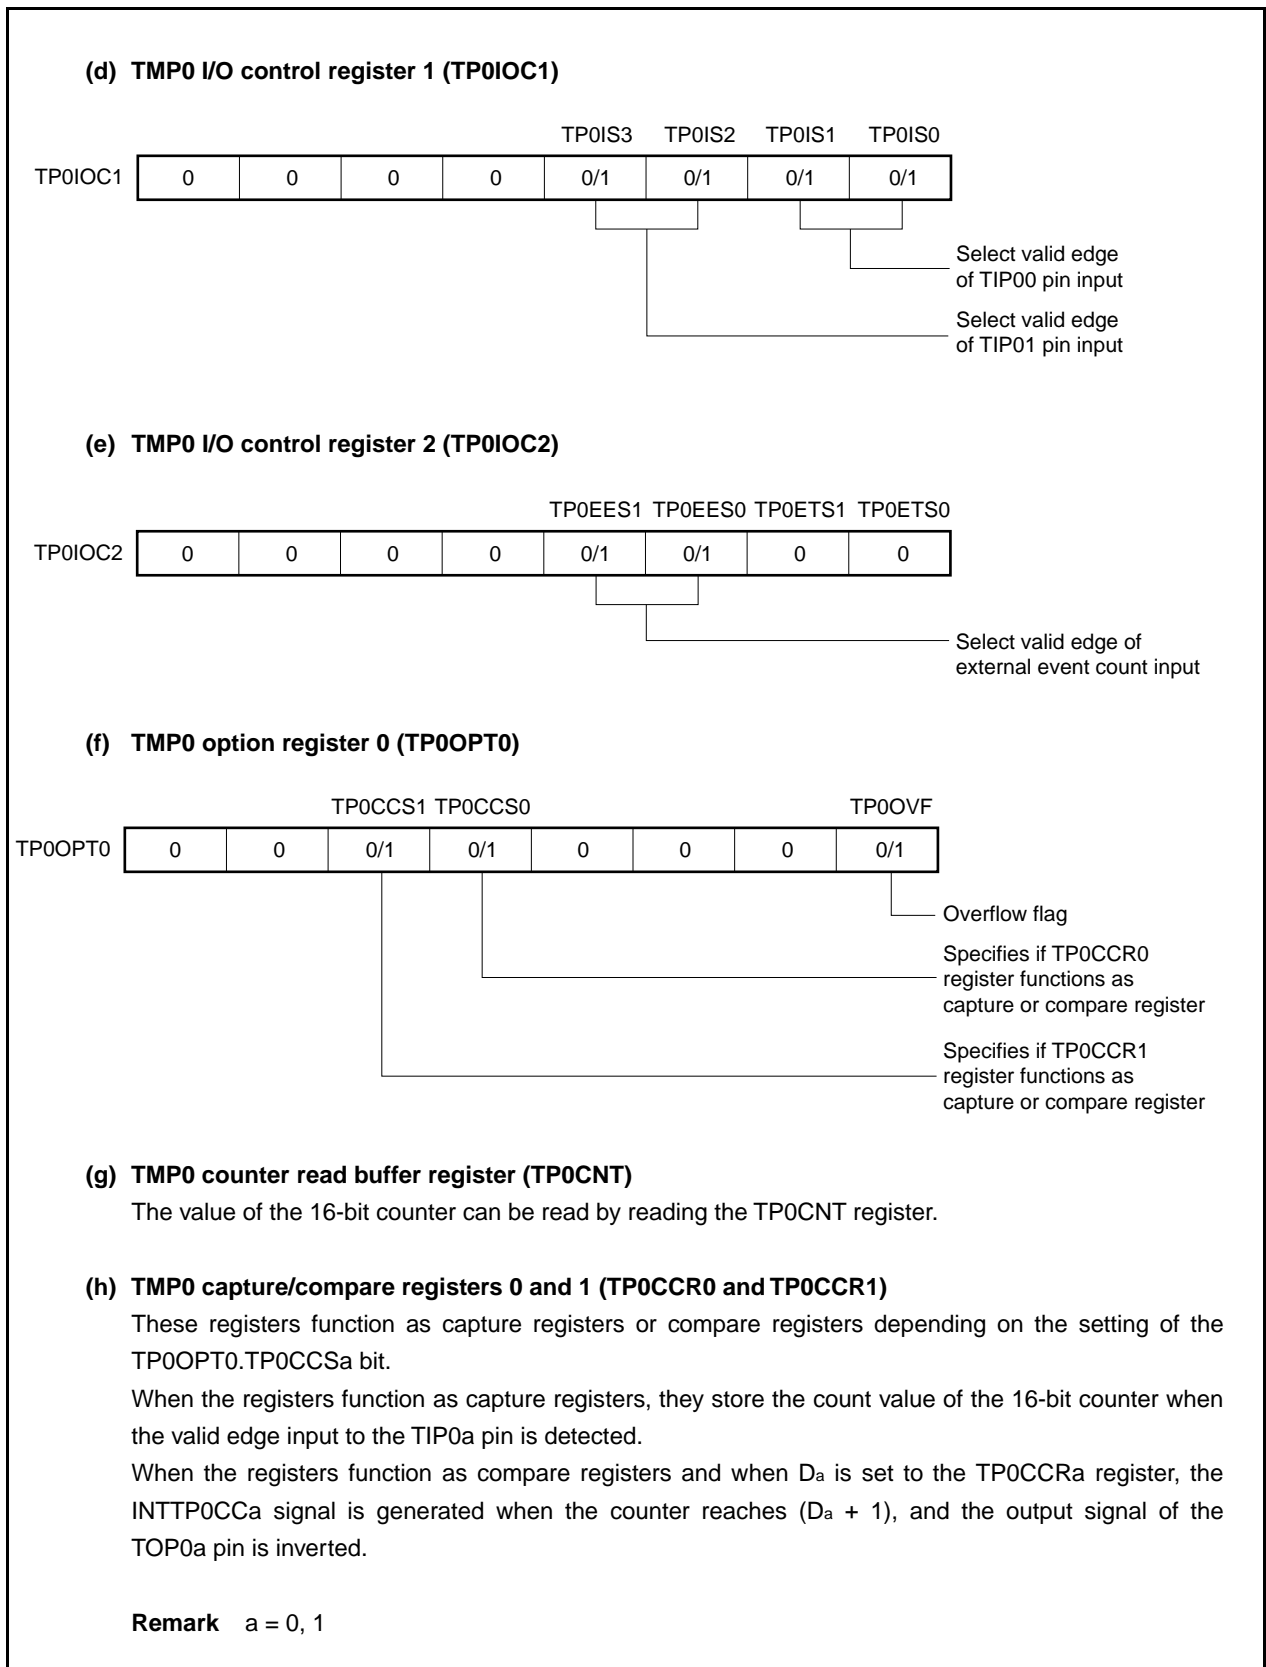 (d) TMP0 I/O control register 1 (TP0IOC1)
TP0IS3 TP0IS2 TP0IS1 TP0IS0
TP0IOC1 0 0 0 0 0/1 0/1 0/1 0/1
Select valid edge
of TIP00 pin input
Select valid edge
of TIP01 pin input
(e) TMP0 I/O control register 2 (TP0IOC2)
TP0EES1 TP0EES0 TP0ETS1 TP0ETS0
TP0IOC2 0 0 0 0 0/1 0/1 0 0
Select valid edge of
external event count input
(f) TMP0 option register 0 (TP0OPT0)
TP0CCS1 TP0CCS0 TP0OVF
TP0OPT0 0 0 0/1 0/1 0 0 0 0/1
Overflow flag
Specifies if TP0CCR0
register functions as
capture or compare register
Specifies if TP0CCR1
register functions as
capture or compare register
(g) TMP0 counter read buffer register (TP0CNT)
The value of the 16-bit counter can be read by reading the TP0CNT register.
(h) TMP0 capture/compare registers 0 and 1 (TP0CCR0 and TP0CCR1)
These registers function as capture registers or compare registers depending on the setting of the
TP0OPT0.TP0CCSa bit.
When the registers function as capture registers, they store the count value of the 16-bit counter when
the valid edge input to the TIP0a pin is detected.
When the registers function as compare registers and when Da is set to the TP0CCRa register, the
INTTP0CCa signal is generated when the counter reaches (Da + 1), and the output signal of the
TOP0a pin is inverted.
Remark a = 0, 1